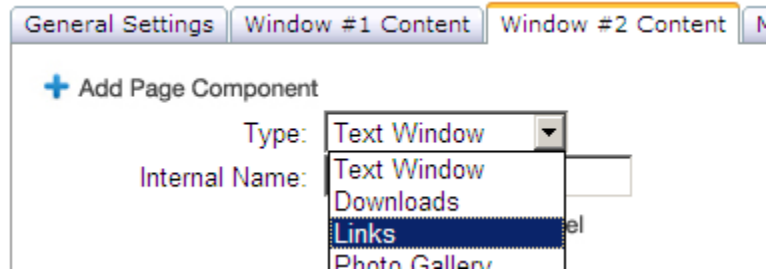 General Settings Window #1 Content Window #2 Content
Add Page Component
Type: Text Window
Internal Name: Text Window
Downloads
Links
Photo Gallery